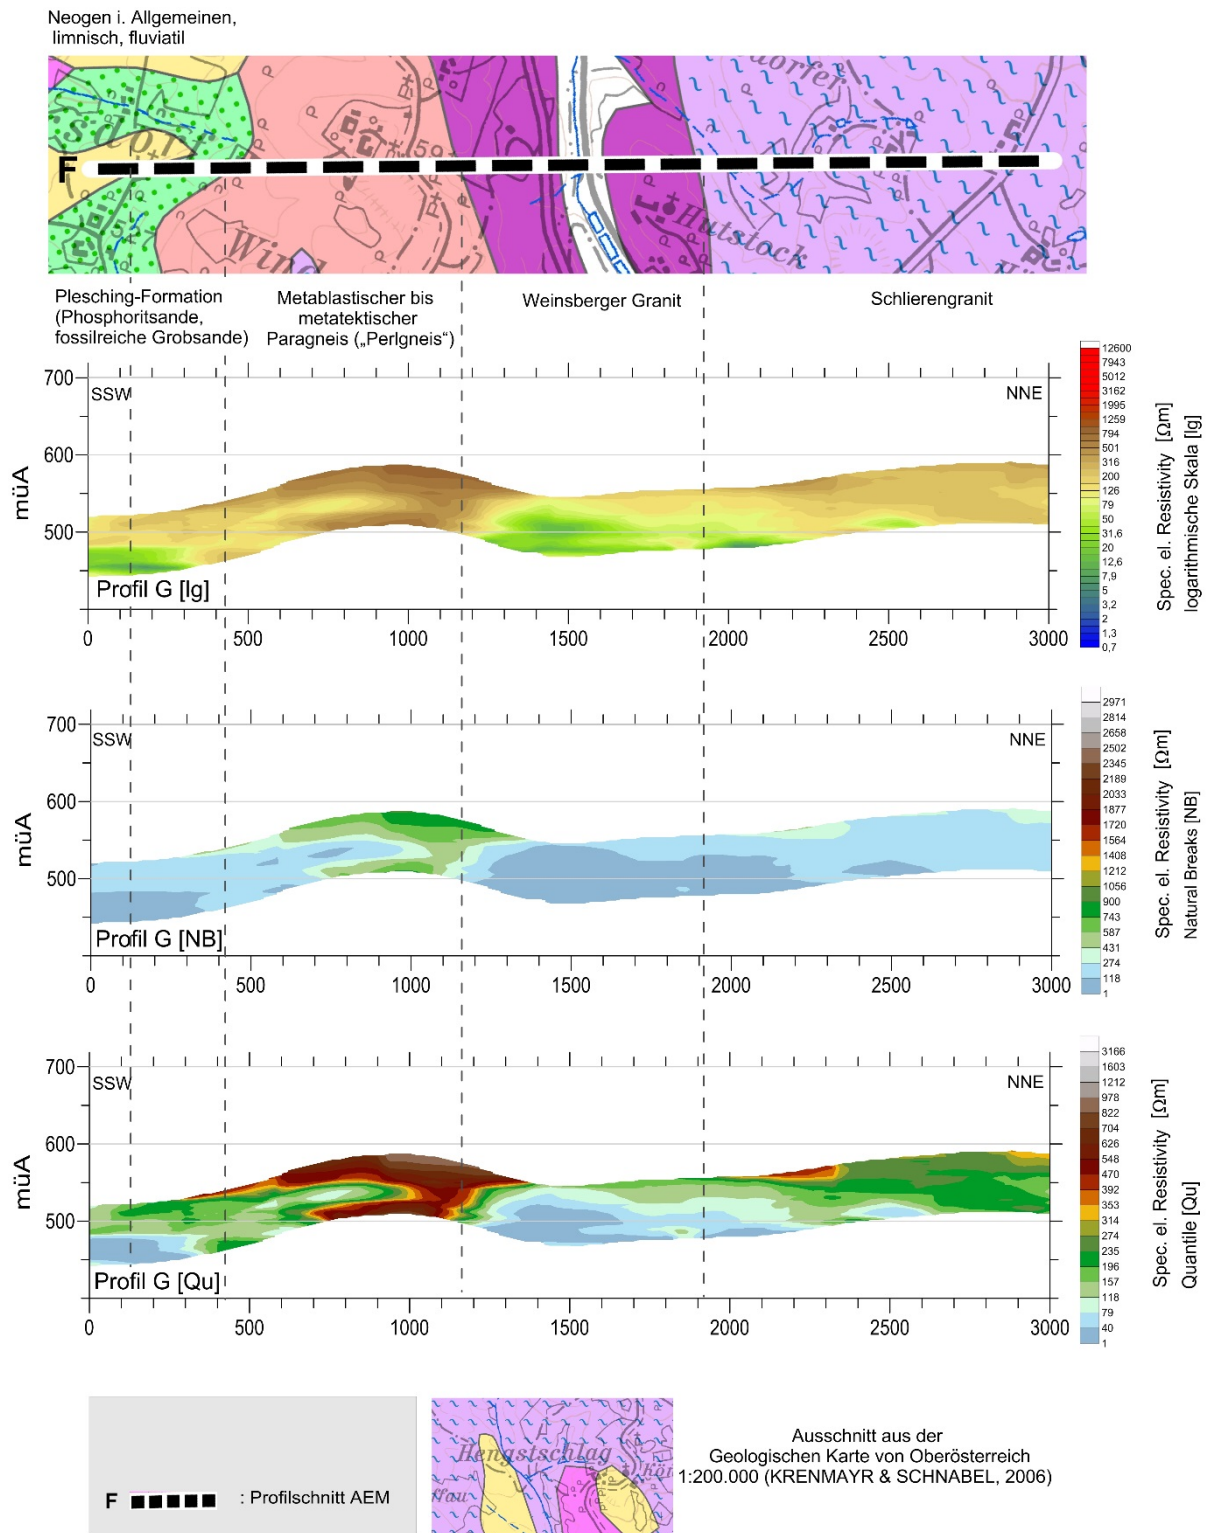 Neogen i. Allgemeinen,
limnisch, fluviatil
dorfer
sdorf
F
Wind
Hutstock
Plesching-Formation
(Phosphoritsande,
fossilreiche Grobsande)
Metablastischer bis
metatektischer
Paragneis („Perlgneis“)
Weinsberger Granit
Schlierengranit
700
600
500
müA
SSW
NNE
Profil G [lg]
0 500 1000 1500 2000 2500 3000
12600
7943
5012
3162
1995
1259
794
501
316
200
126
79
50
31,6
20
12,6
7,9
5
3,2
2
1,3
0,7
Spec. el. Resistivity [Ωm]
logarithmische Skala [lg]
700
600
500
müA
SSW
NNE
Profil G [NB]
0 500 1000 1500 2000 2500 3000
2971
2814
2658
2502
2345
2189
2033
1877
1720
1564
1408
1212
1056
900
743
587
431
274
118
1
Spec. el. Resistivity [Ωm]
Natural Breaks [NB]
700
600
500
müA
SSW
NNE
Profil G [Qu]
0 500 1000 1500 2000 2500 3000
3166
1603
1212
978
822
704
626
548
470
392
353
314
274
235
196
157
118
79
40
1
Spec. el. Resistivity [Ωm]
Quantile [Qu]
F : Profilschnitt AEM
Hengstschlag
ffau
Kön
Ausschnitt aus der
Geologischen Karte von Oberösterreich
1:200.000 (KRENMAYR & SCHNABEL, 2006)